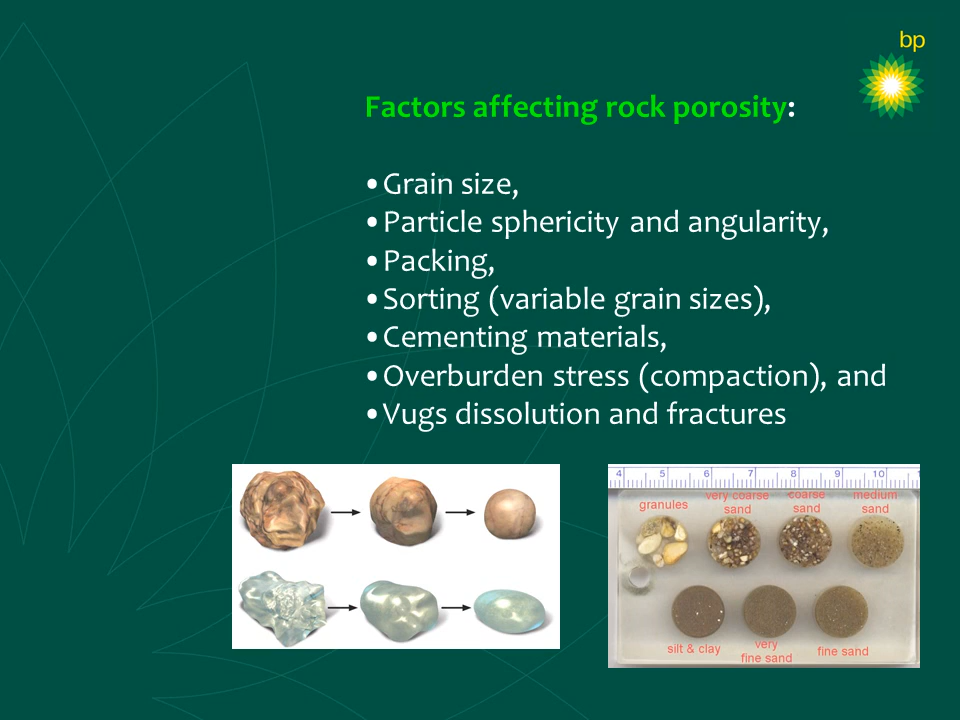 bp
Factors affecting rock porosity:
•Grain size,
•Particle sphericity and angularity,
•Packing,
•Sorting (variable grain sizes),
•Cementing materials,
•Overburden stress (compaction), and
•Vugs dissolution and fractures
4 5 6 7 8 9 10
granules
very coarse
sand
coarse
sand
medium
sand
silt & clay
very
fine sand
fine sand